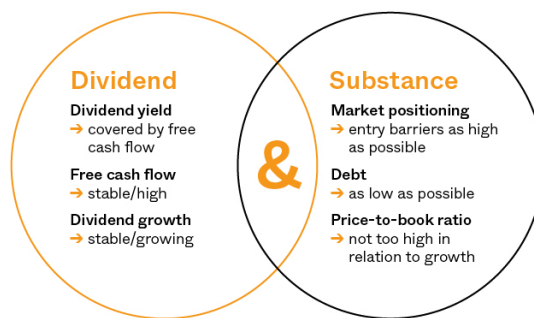 Dividend
Dividend yield
→ covered by free
cash flow
Free cash flow
→ stable/high
Dividend growth
→ stable/growing
&
Substance
Market positioning
→ entry barriers as high
as possible
Debt
→ as low as possible
Price-to-book ratio
→ not too high in
relation to growth